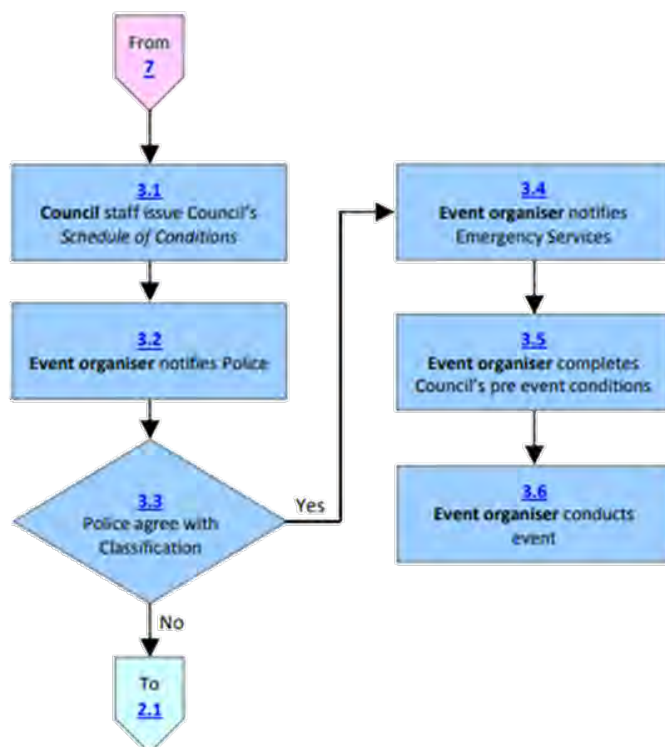 From
7
3.1
Council staff issue Council's
Schedule of Conditions
3.2
Event organiser notifies Police
3.3
Police agree with
Classification
Yes
No
To
2.1
3.4
Event organiser notifies
Emergency Services
3.5
Event organiser completes
Council's pre event conditions
3.6
Event organiser conducts
event